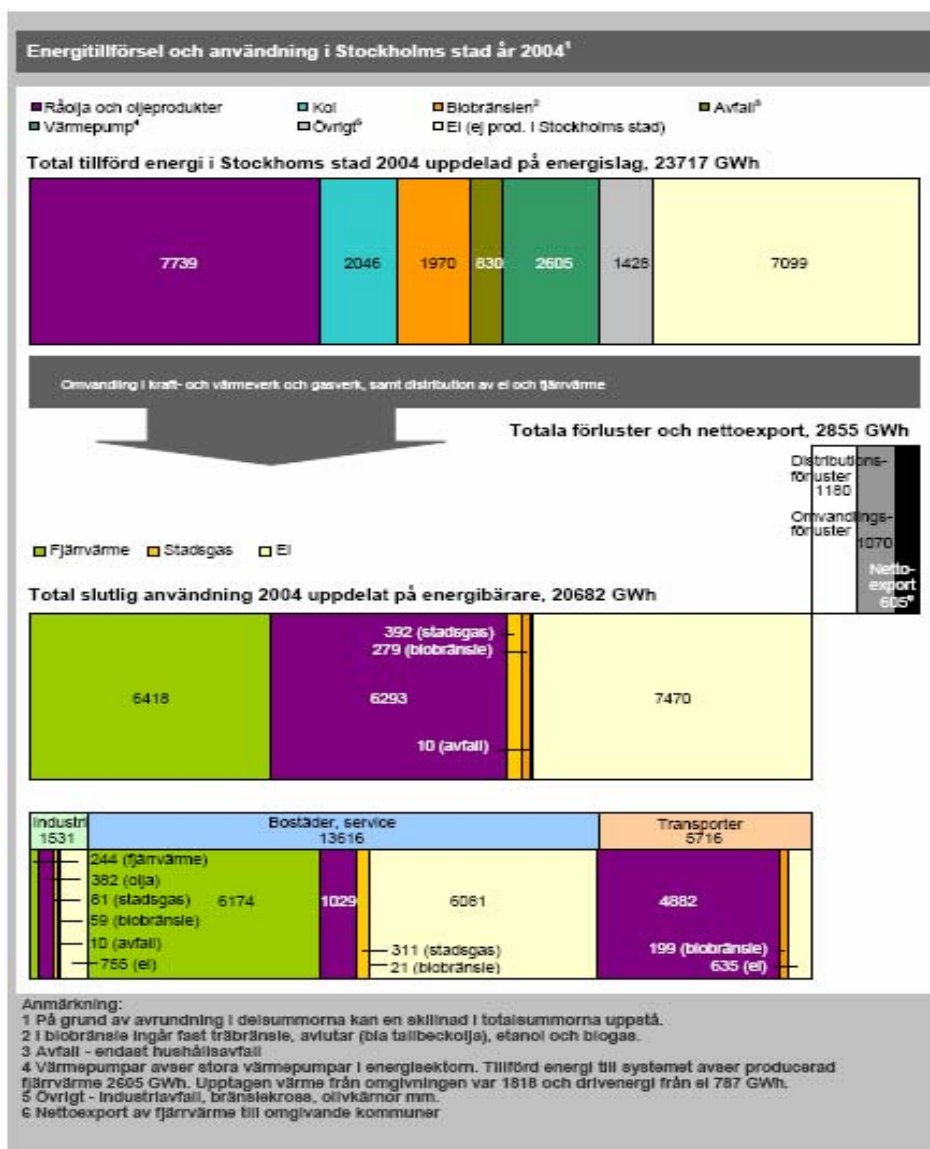 Energitillförsel och användning i Stockholms stad år 2004¹
Råolja och oljeprodukter Kol Biobränslen² Avfall³
Värmepump⁴ Övrigt⁵ El (ej prod. i Stockholms stad)
Total tillförd energi i Stockhoms stad 2004 uppdelad på energislag, 23717 GWh
7739 2046 1970 830 2605 1428 7099
Omvandling i kraft- och värmeverk och gasverk, samt distribution av el och fjärrvärme
Totala förluster och nettoexport, 2855 GWh
Distributions-
förluster
1180
Omvandlings-
förluster
1070
Netto-
export
605⁶
Fjärrvärme Stadsgas El
Total slutlig användning 2004 uppdelat på energibärare, 20682 GWh
392 (stadsgas)
279 (biobränsle)
6418 6293 7470
10 (avfall)
Industri Bostäder, service Transporter
1531 13616 5716
244 (fjärrvärme)
382 (olja)
81 (stadsgas) 6174 1029 6081 4882
59 (biobränsle)
10 (avfall) 311 (stadsgas) 199 (biobränsle)
755 (el) 21 (biobränsle) 635 (el)
Anmärkning:
1 På grund av avrundning i delsummorna kan en skillnad i totalsummorna uppstå.
2 I biobränsle ingår fast träbränsle, avlutar (bla tallbeckolja), etanol och biogas.
3 Avfall - endast hushållsavfall
4 Värmepumpar avser stora värmepumpar i energisektorn. Tillförd energi till systemet avser producerad
fjärrvärme 2605 GWh. Upptagen värme från omgivningen var 1818 och drivenergi från el 787 GWh.
5 Övrigt - Industriavfall, bränslekross, olivkärnor mm.
6 Nettoexport av fjärrvärme till omgivande kommuner